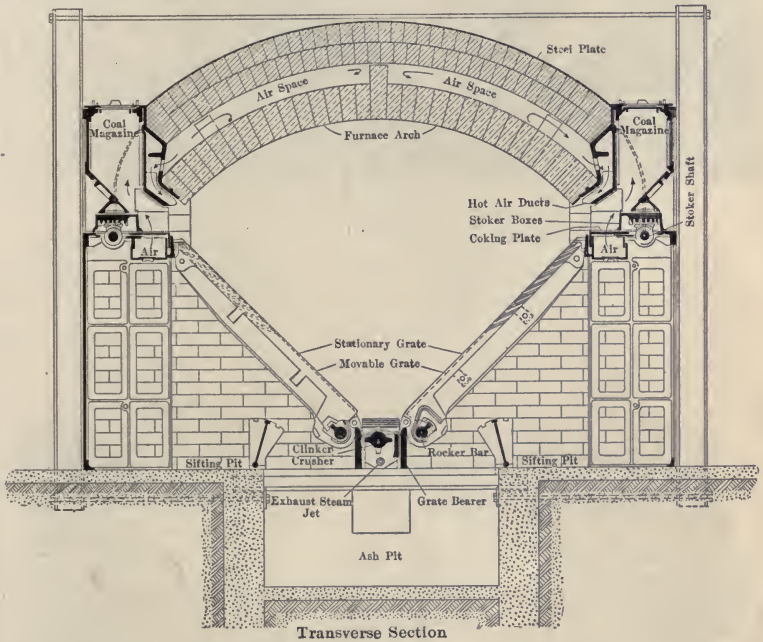 Steel Plate
Air Space
Air Space
Coal
Magazine
Coal
Magazine
Furnace Arch
Stoker Shaft
Hot Air Ducts
Stoker Boxes
Coking Plate
Air
Air
Stationary Grate
Movable Grate
Clinker
Crusher
Rocker Bar
Sifting Pit
Sifting Pit
Exhaust Steam
Jet
Grate Bearer
Ash Pit
Transverse Section